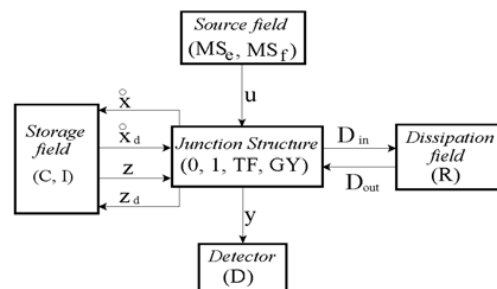 Source field
(MSe, MSf)
u
x̊
Storage
field
(C, I)
x̊d
z
zd
Junction Structure
(0, 1, TF, GY)
Din
Dout
Dissipation
field
(R)
y
Detector
(D)